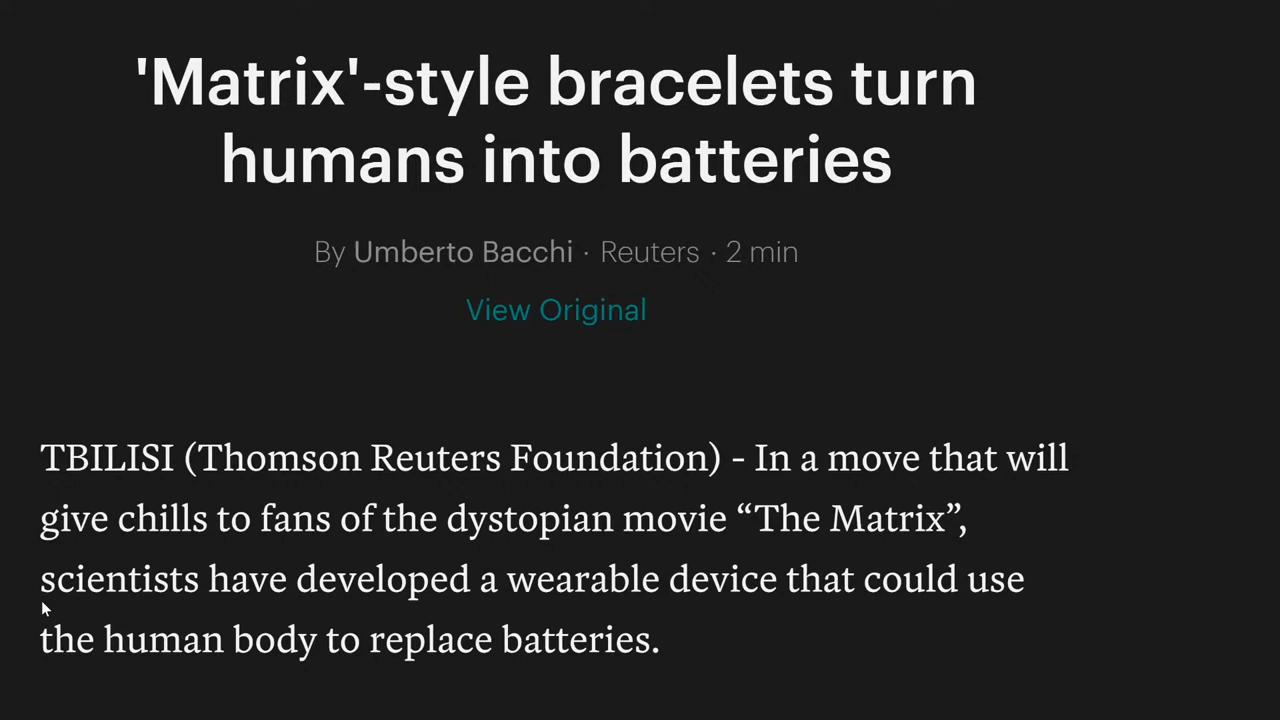 'Matrix'-style bracelets turn
humans into batteries
By Umberto Bacchi · Reuters · 2 min
View Original
TBILISI (Thomson Reuters Foundation) - In a move that will
give chills to fans of the dystopian movie “The Matrix”,
scientists have developed a wearable device that could use
the human body to replace batteries.